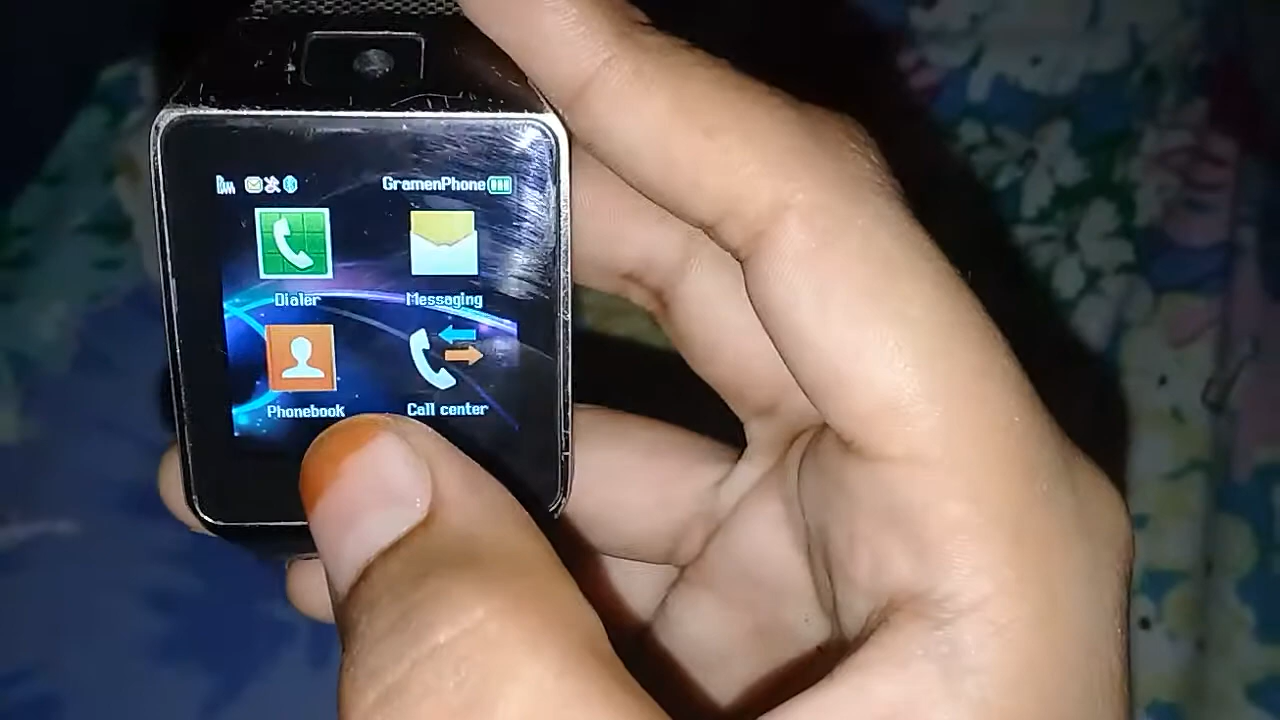 GramenPhone
Dialer
Messaging
Phonebook
Call center